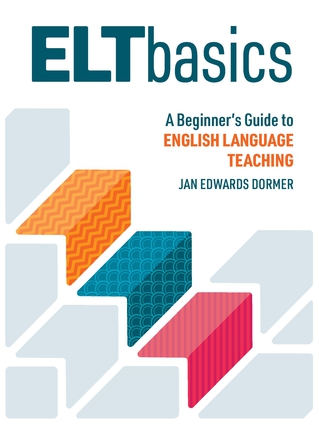 ELTbasics
A Beginner's Guide to
ENGLISH LANGUAGE
TEACHING
JAN EDWARDS DORMER